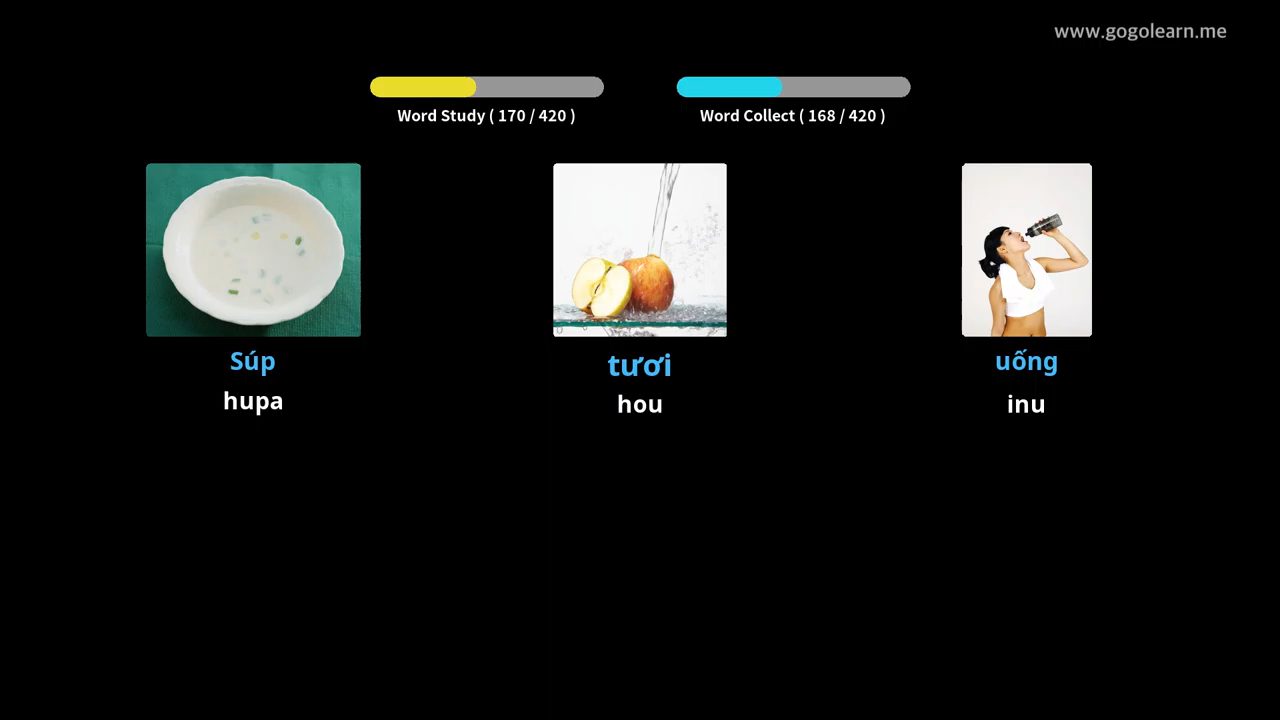 www.gogolearn.me
Word Study ( 170 / 420 )
Word Collect ( 168 / 420 )
Súp
tươi
uống
hupa
hou
inu